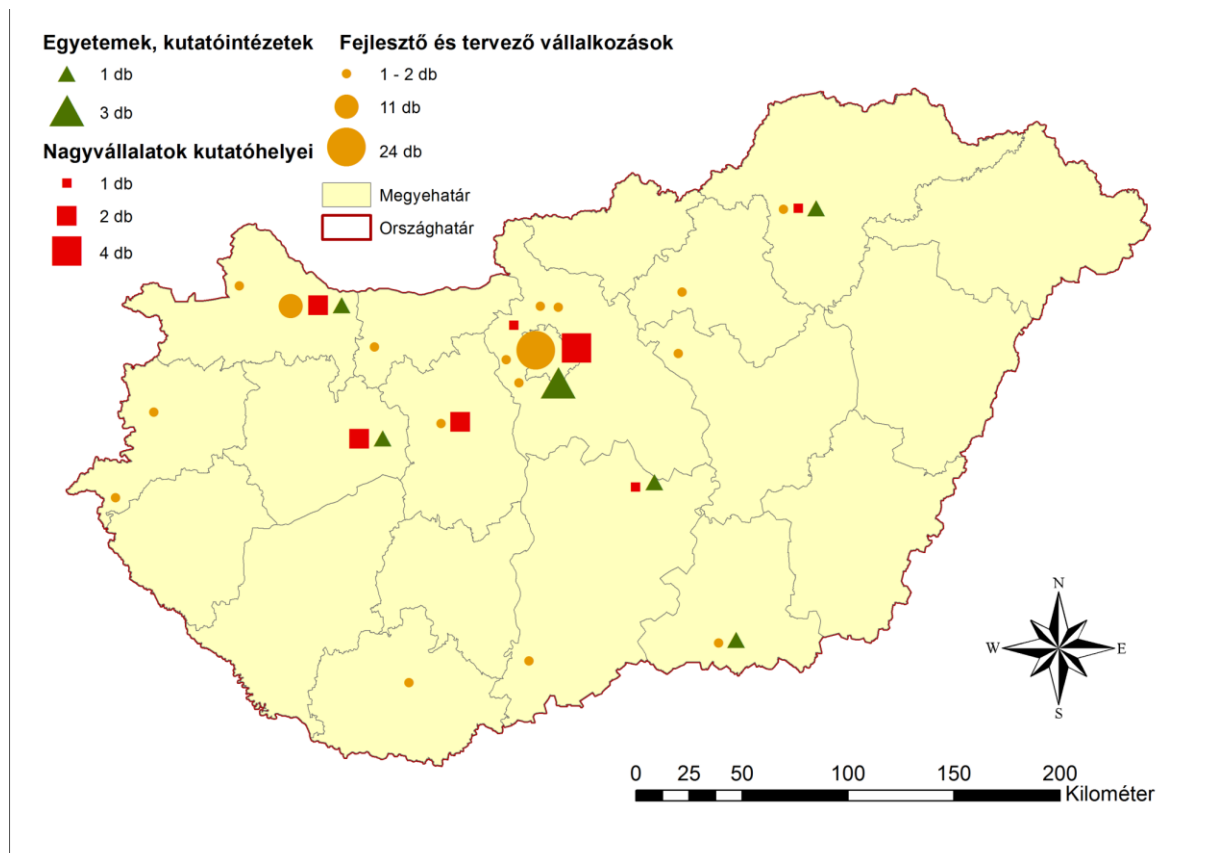 Egyetemek, kutatóintézetek
1 db
3 db
Nagyvállalatok kutatóhelyei
1 db
2 db
4 db
Fejlesztő és tervező vállalkozások
1 - 2 db
11 db
24 db
Megyehatár
Országhatár
N
W E
S
0 25 50 100 150 200
Kilométer